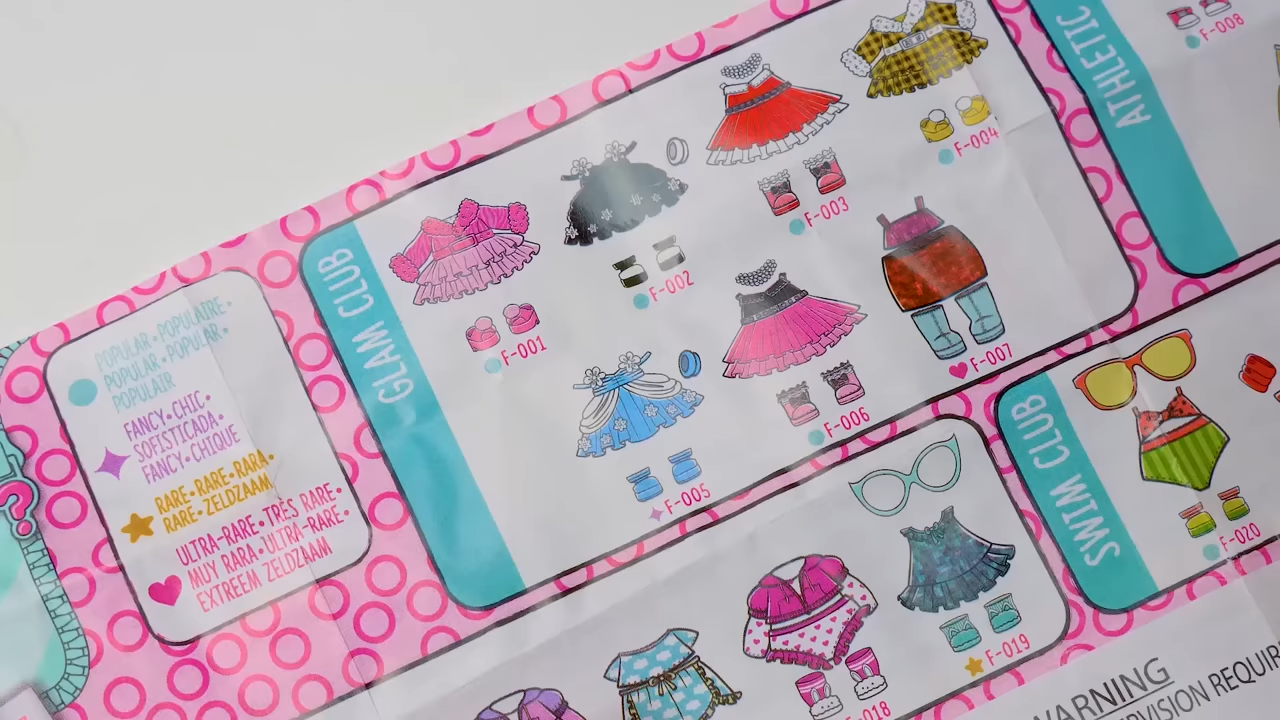 POPULAR • POPULAIRE •
POPULAR • POPULAR •
POPULAIR
FANCY • CHIC •
SOFISTICADA •
FANCY • CHIQUE
RARE • RARE • RARA •
RARE • ZELDZAAM
ULTRA-RARE • TRÈS RARE •
MUY RARA • ULTRA-RARE •
EXTREEM ZELDZAAM
GLAM CLUB
F-001
F-002
F-003
F-004
F-005
F-006
F-007
ATHLETIC
F-008
F-018
F-019
SWIM CLUB
F-020
WARNING